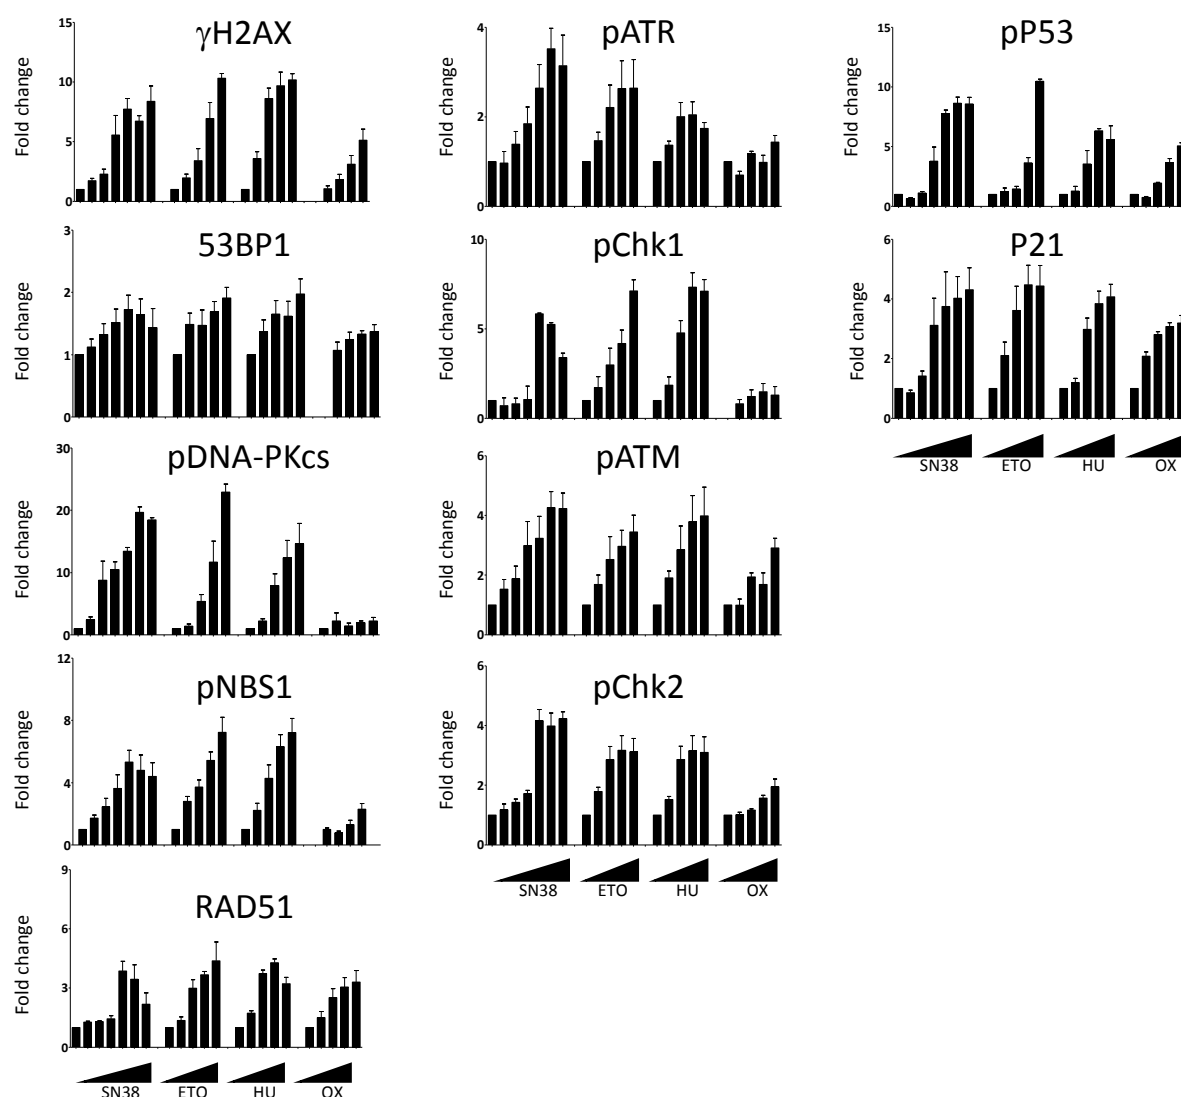 γH2AX
Fold change
15
10
5
0
53BP1
Fold change
3
2
1
0
pDNA-PKcs
Fold change
30
20
10
0
pNBS1
Fold change
12
8
4
0
RAD51
Fold change
9
6
3
0
SN38 ETO HU OX
pATR
Fold change
4
2
0
pChk1
Fold change
10
5
0
pATM
Fold change
6
4
2
0
pChk2
Fold change
6
4
2
0
SN38 ETO HU OX
pP53
Fold change
15
10
5
0
P21
Fold change
6
4
2
0
SN38 ETO HU OX